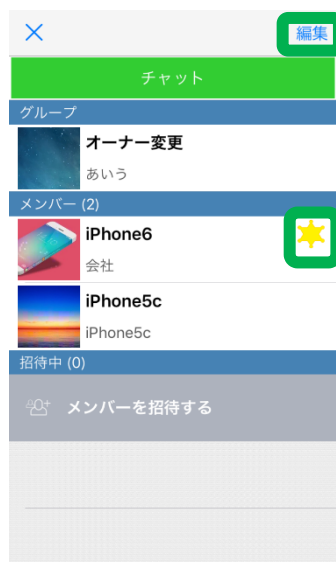 編集
チャット
グループ
オーナー変更
あいう
メンバー (2)
iPhone6
会社
iPhone5c
iPhone5c
招待中 (0)
メンバーを招待する